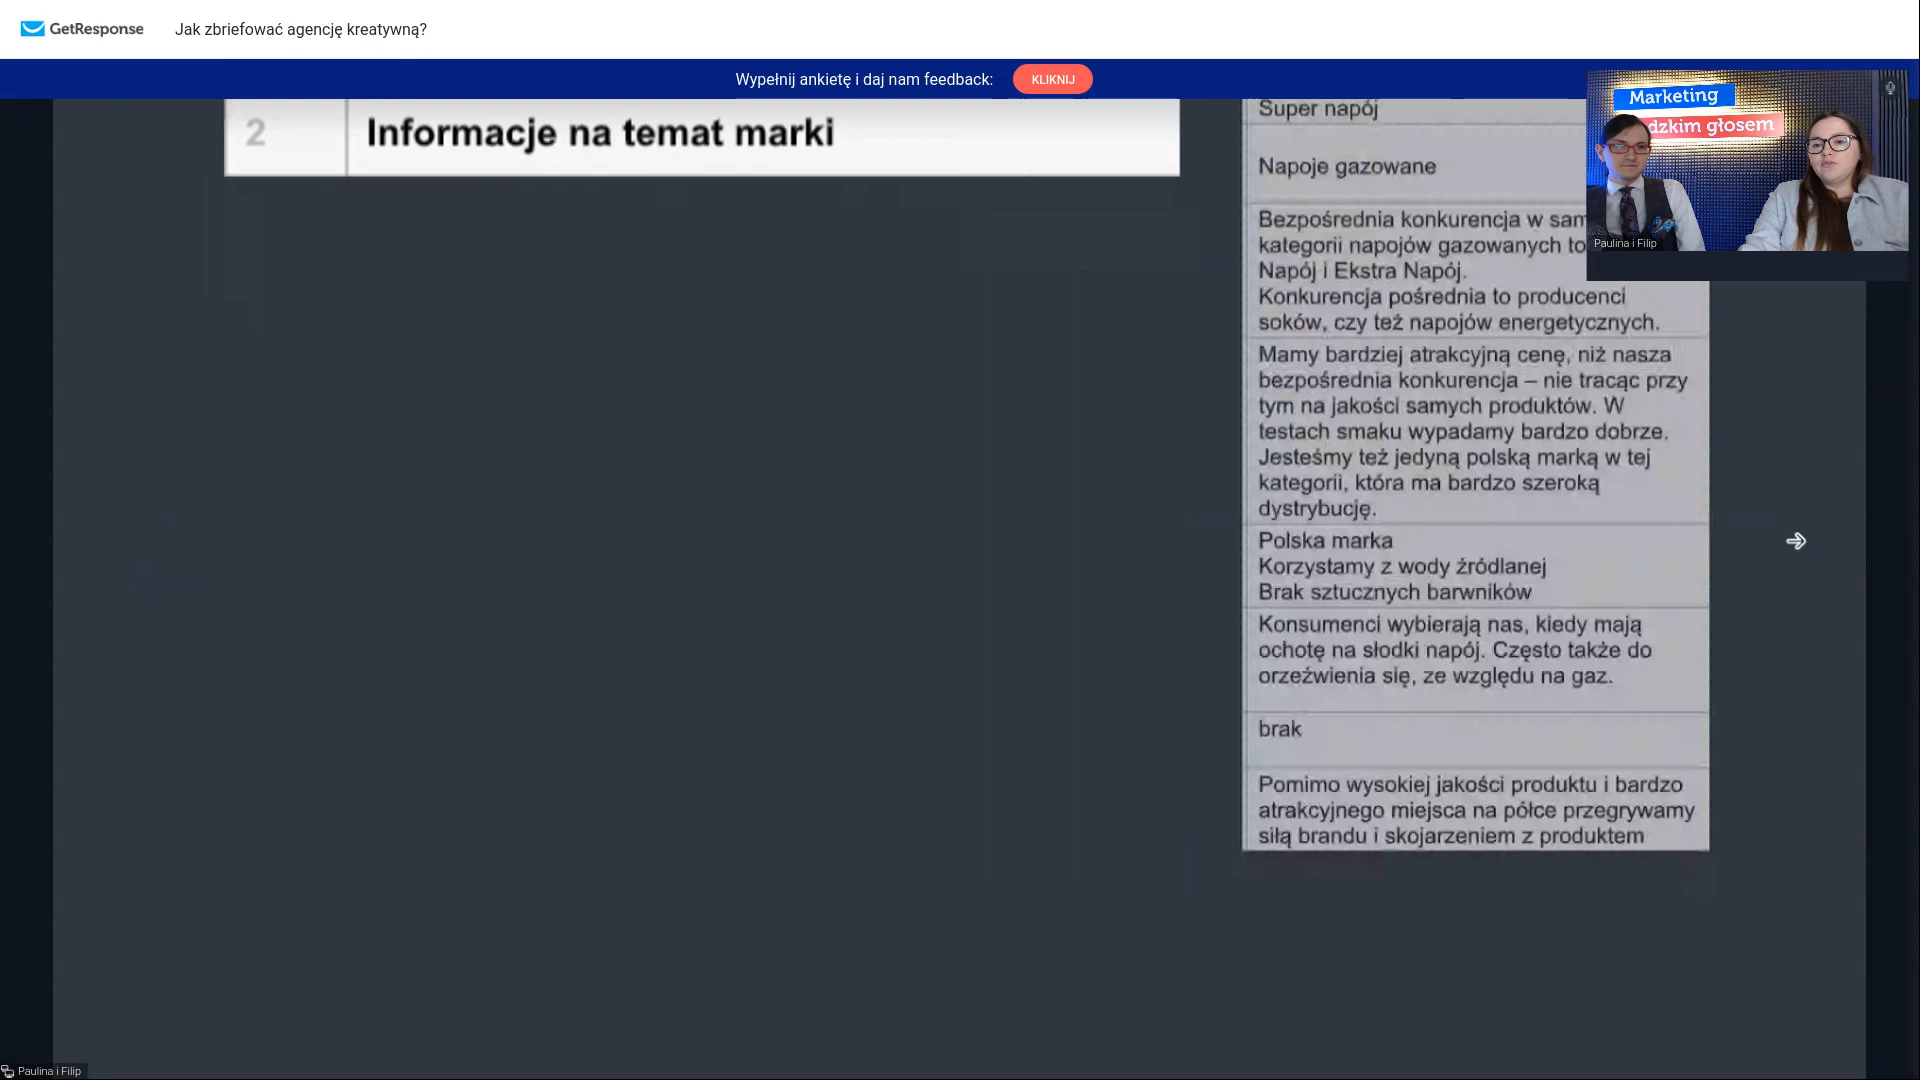 GetResponse
Jak zbriefować agencję kreatywną?
Wypełnij ankietę i daj nam feedback:
KLIKNIJ
Marketing
dzkim głosem
Paulina i Filip
2
Informacje na temat marki
Super napój
Napoje gazowane
Bezpośrednia konkurencja w
kategorii napojów gazowanych to
Napój i Ekstra Napój.
Konkurencja pośrednia to producenci
soków, czy też napojów energetycznych.
Mamy bardziej atrakcyjną cenę, niż nasza
bezpośrednia konkurencja – nie tracąc przy
tym na jakości samych produktów. W
testach smaku wypadamy bardzo dobrze.
Jesteśmy też jedyną polską marką w tej
kategorii, która ma bardzo szeroką
dystrybucję.
Polska marka
Korzystamy z wody źródlanej
Brak sztucznych barwników
Konsumenci wybierają nas, kiedy mają
ochotę na słodki napój. Często także do
orzeźwienia się, ze względu na gaz.
brak
Pomimo wysokiej jakości produktu i bardzo
atrakcyjnego miejsca na półce przegrywamy
siłą brandu i skojarzeniem z produktem
Paulina i Filip